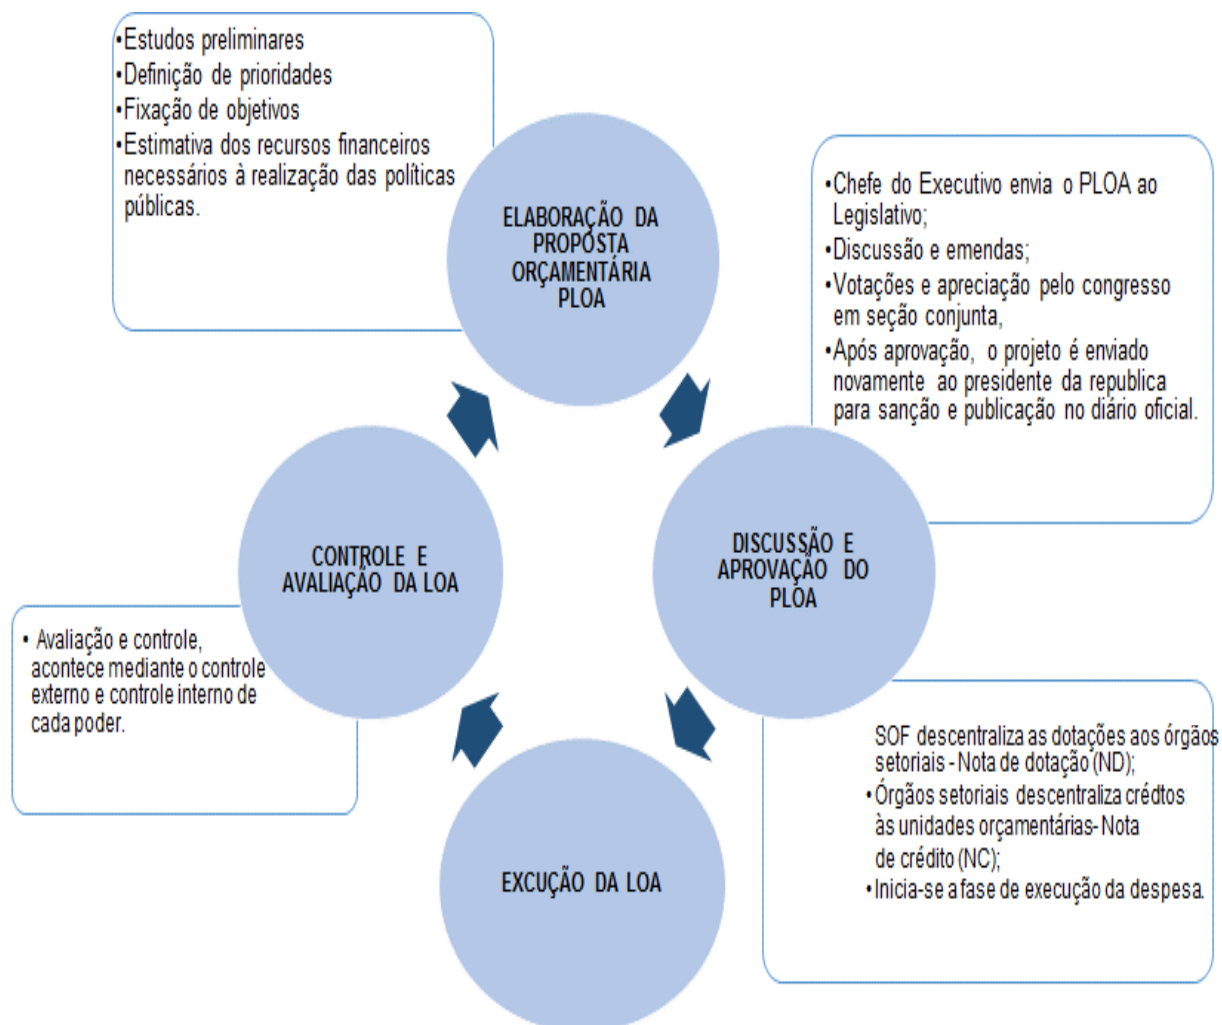 •Estudos preliminares
•Definição de prioridades
•Fixação de objetivos
•Estimativa dos recursos financeiros
necessários à realização das políticas
públicas.
ELABORAÇÃO DA
PROPOSTA
ORÇAMENTÁRIA
PLOA
•Chefe do Executivo envia o PLOA ao
Legislativo;
•Discussão e emendas;
•Votações e apreciação pelo congresso
em seção conjunta,
•Após aprovação, o projeto é enviado
novamente ao presidente da republica
para sanção e publicação no diário oficial.
DISCUSSÃO E
APROVAÇÃO DO
PLOA
SOF descentraliza as dotações aos órgãos
setoriais - Nota de dotação (ND);
•Órgãos setoriais descentraliza crédtos
às unidades orçamentárias- Nota
de crédito (NC);
•Inicia-se a fase de execução da despesa.
EXCUÇÃO DA LOA
CONTROLE E
AVALIAÇÃO DA LOA
• Avaliação e controle,
acontece mediante o controle
externo e controle interno de
cada poder.